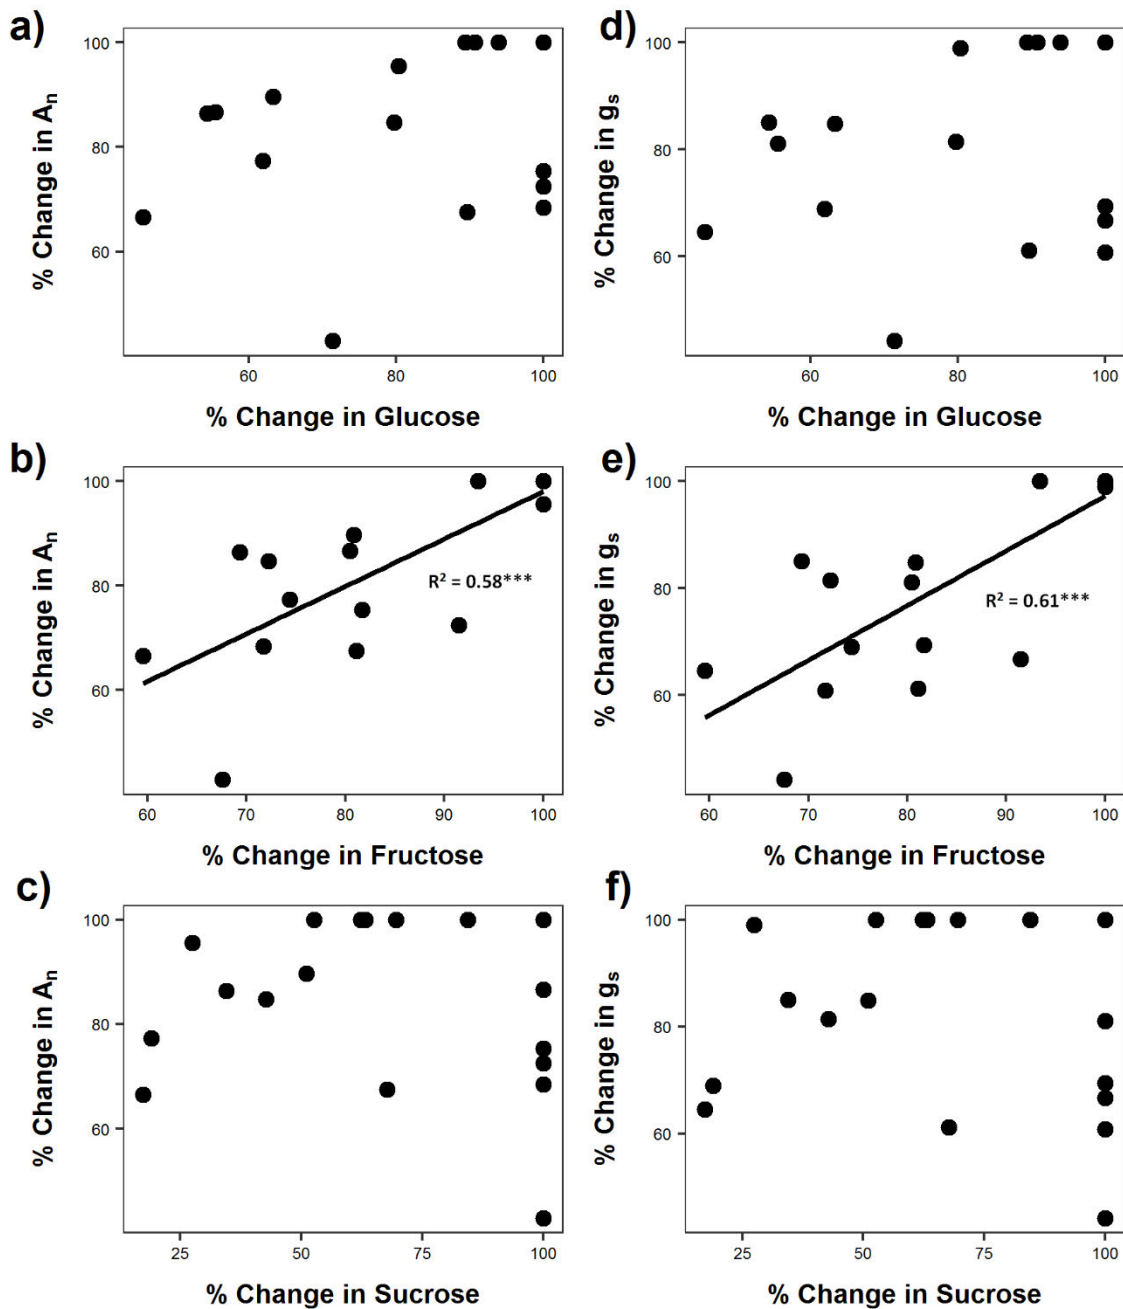 a)
% Change in Aₙ
100
80
60
60 80 100
% Change in Glucose
d)
% Change in gₛ
100
80
60
60 80 100
% Change in Glucose
b)
% Change in Aₙ
100
80
60
R² = 0.58***
60 70 80 90 100
% Change in Fructose
e)
% Change in gₛ
100
80
60
R² = 0.61***
60 70 80 90 100
% Change in Fructose
c)
% Change in Aₙ
100
80
60
25 50 75 100
% Change in Sucrose
f)
% Change in gₛ
100
80
60
25 50 75 100
% Change in Sucrose